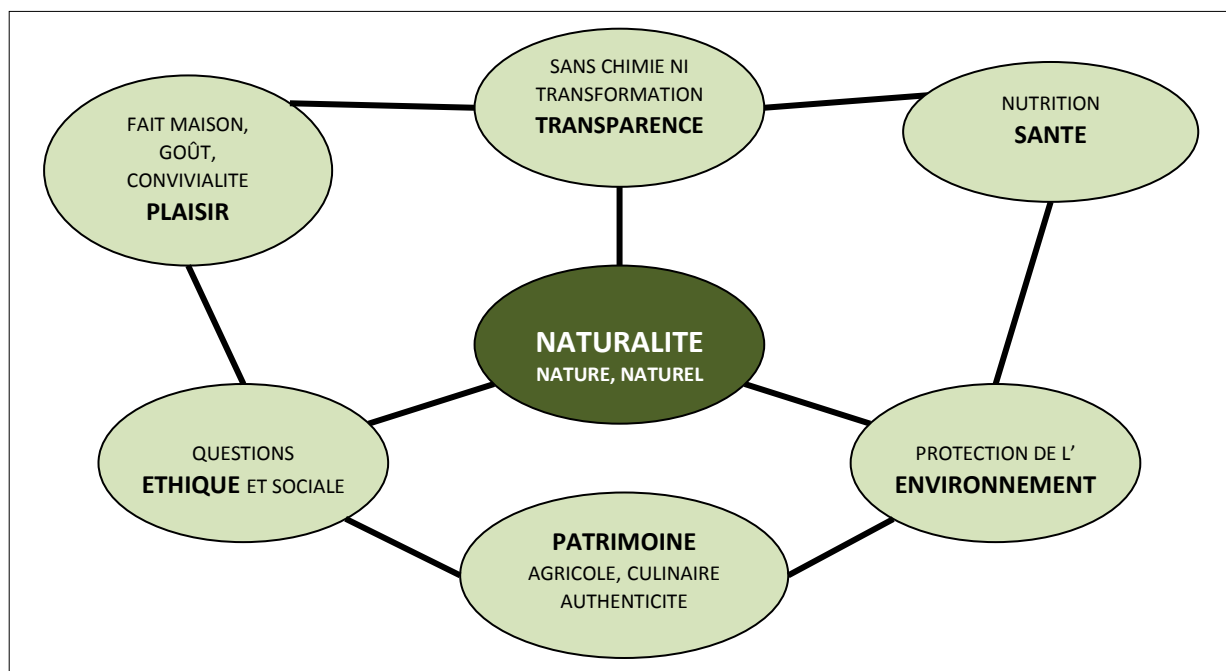 SANS CHIMIE NI
TRANSFORMATION
TRANSPARENCE
FAIT MAISON,
GOÛT,
CONVIVIALITE
PLAISIR
NUTRITION
SANTE
NATURALITE
NATURE, NATUREL
QUESTIONS
ETHIQUE ET SOCIALE
PROTECTION DE L’
ENVIRONNEMENT
PATRIMOINE
AGRICOLE, CULINAIRE
AUTHENTICITE